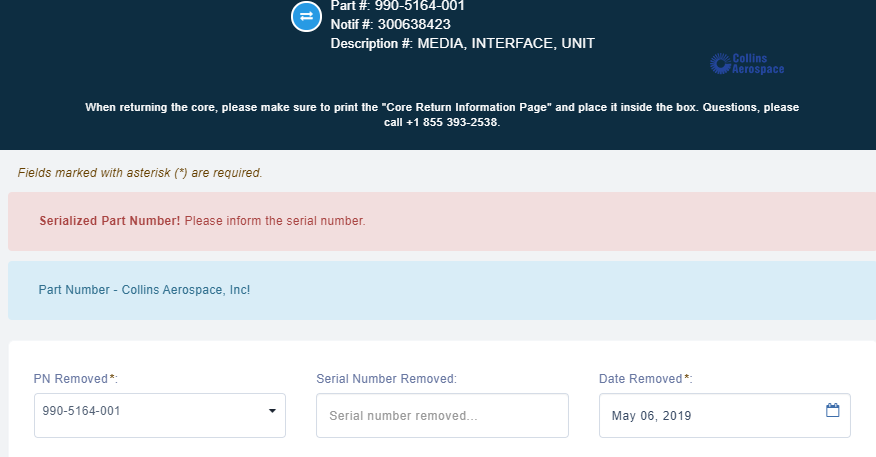 Part #: 990-5164-001
Notif #: 300638423
Description #: MEDIA, INTERFACE, UNIT
Collins
Aerospace
When returning the core, please make sure to print the "Core Return Information Page" and place it inside the box. Questions, please
call +1 855 393-2538.
Fields marked with asterisk (*) are required.
Serialized Part Number! Please inform the serial number.
Part Number - Collins Aerospace, Inc!
PN Removed*:
Serial Number Removed:
Date Removed*:
990-5164-001
Serial number removed...
May 06, 2019